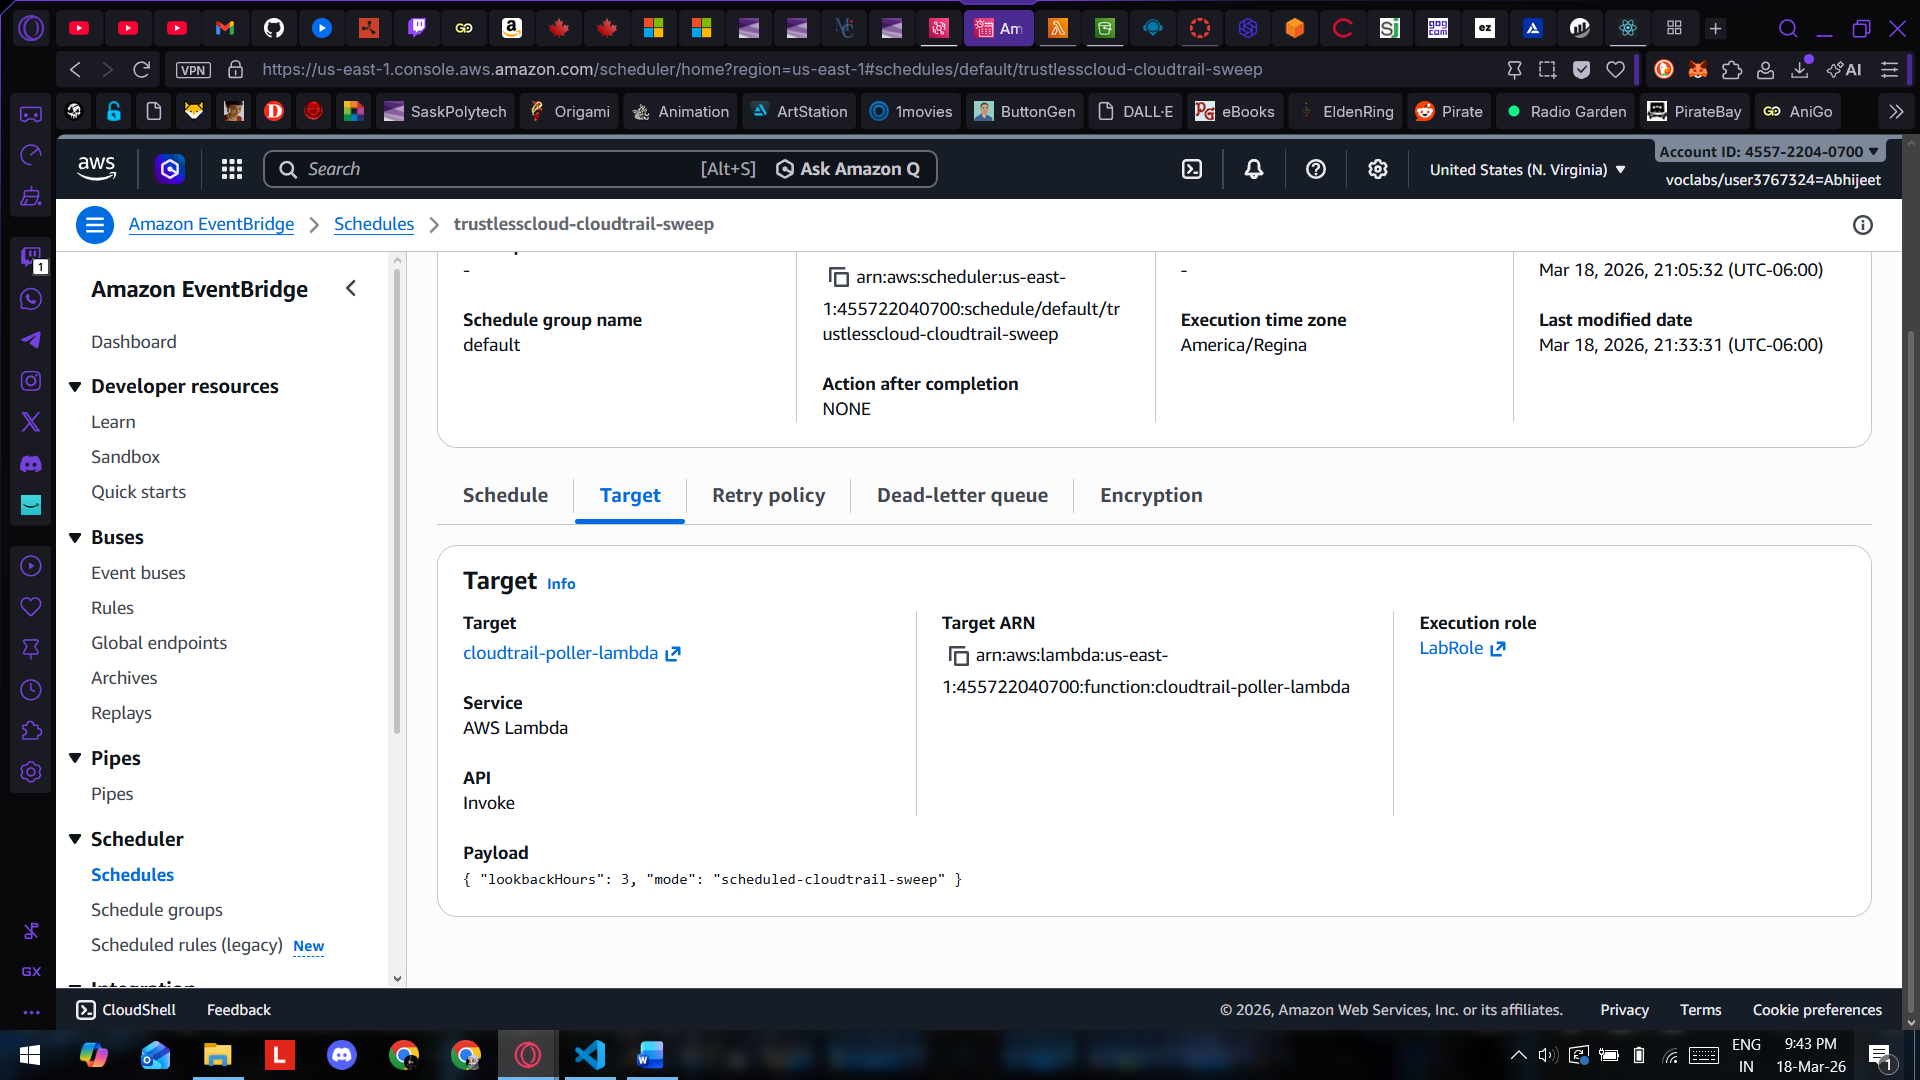 Am
VPN
https://us-east-1.console.aws.amazon.com/scheduler/home?region=us-east-1#schedules/default/trustlesscloud-cloudtrail-sweep
AI
SaskPolytech
Origami
Animation
ArtStation
1movies
ButtonGen
DALL·E
eBooks
EldenRing
Pirate
Radio Garden
PirateBay
AniGo
aws
Search
[Alt+S]
Ask Amazon Q
United States (N. Virginia)
Account ID: 4557-2204-0700
voclabs/user3767324=Abhijeet
Amazon EventBridge
Schedules
trustlesscloud-cloudtrail-sweep
1
Amazon EventBridge
Dashboard
Developer resources
Learn
Sandbox
Quick starts
Buses
Event buses
Rules
Global endpoints
Archives
Replays
Pipes
Pipes
Scheduler
Schedules
Schedule groups
Scheduled rules (legacy) New
Integration
GX
-
Schedule group name
default
arn:aws:scheduler:us-east-
1:455722040700:schedule/default/tr
ustlesscloud-cloudtrail-sweep
Action after completion
NONE
-
Execution time zone
America/Regina
Mar 18, 2026, 21:05:32 (UTC-06:00)
Last modified date
Mar 18, 2026, 21:33:31 (UTC-06:00)
Schedule
Target
Retry policy
Dead-letter queue
Encryption
Target Info
Target
cloudtrail-poller-lambda
Service
AWS Lambda
API
Invoke
Payload
{ "lookbackHours": 3, "mode": "scheduled-cloudtrail-sweep" }
Target ARN
arn:aws:lambda:us-east-
1:455722040700:function:cloudtrail-poller-lambda
Execution role
LabRole
CloudShell
Feedback
© 2026, Amazon Web Services, Inc. or its affiliates.
Privacy
Terms
Cookie preferences
ENG
IN
9:43 PM
18-Mar-26
1